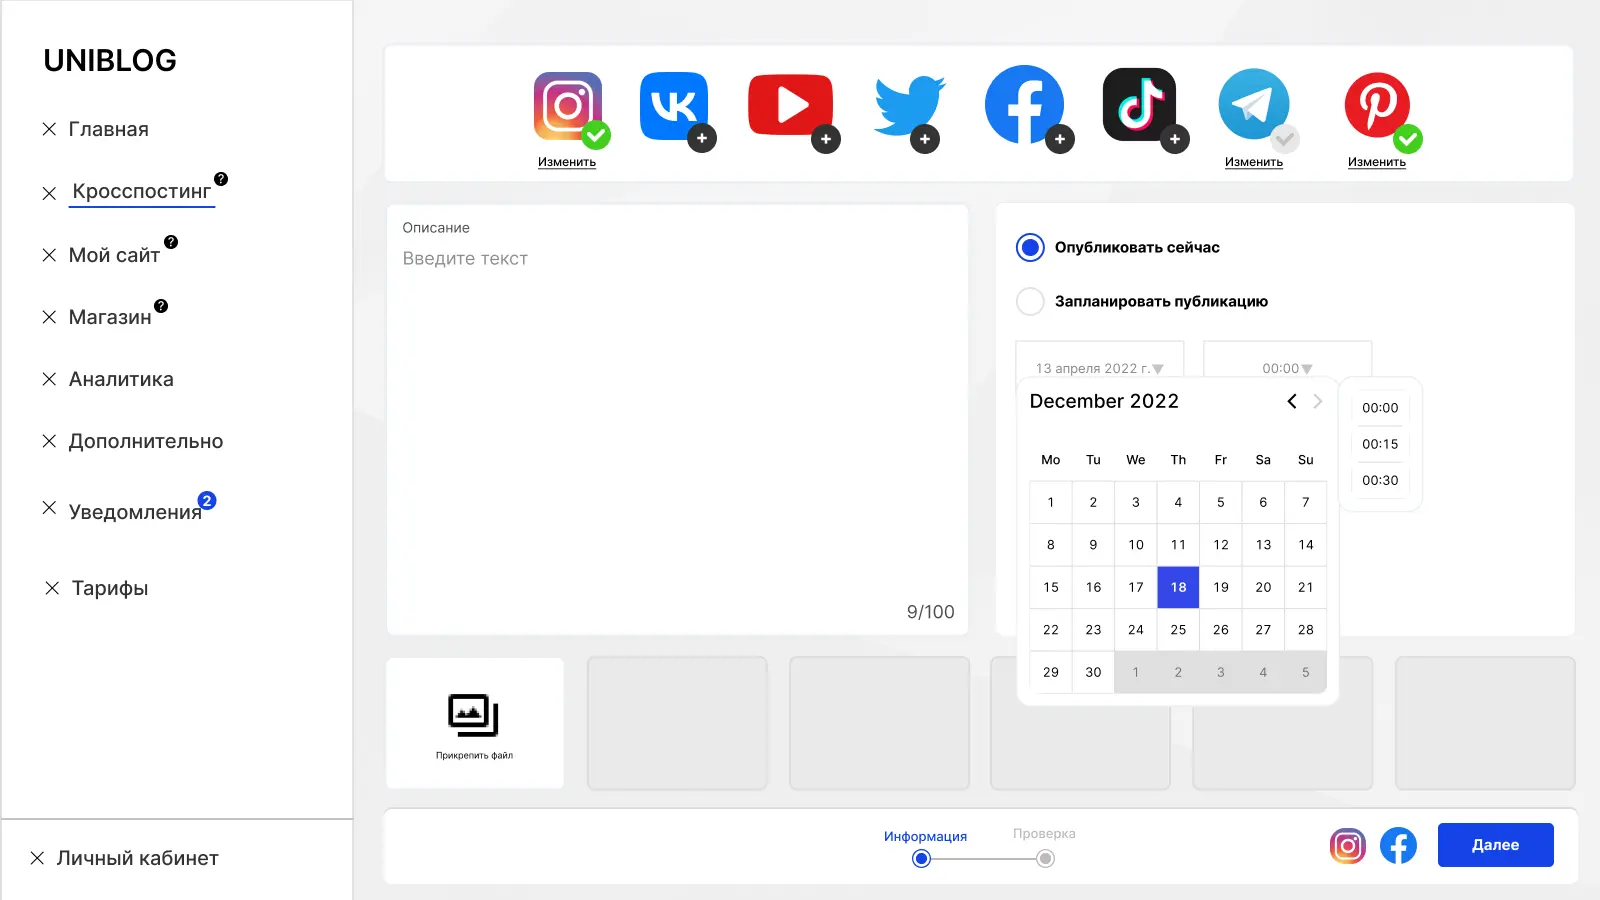 UNIBLOG
Главная
Кросспостинг ?
Мой сайт ?
Магазин ?
Аналитика
Дополнительно
Уведомления 2
Тарифы
Личный кабинет
Изменить Изменить Изменить
Описание
Введите текст
9/100
Опубликовать сейчас
Запланировать публикацию
13 апреля 2022 г. 00:00
December 2022
Mo Tu We Th Fr Sa Su
1 2 3 4 5 6 7
8 9 10 11 12 13 14
15 16 17 18 19 20 21
22 23 24 25 26 27 28
29 30 1 2 3 4 5
00:00
00:15
00:30
Прикрепить файл
Информация Проверка
Далее